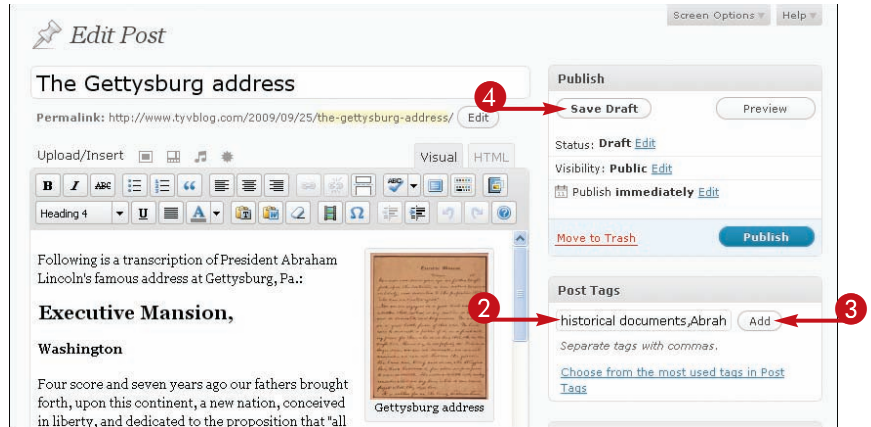 Screen Options ▼ Help ▼
Edit Post
The Gettysburg address
Permalink: http://www.tyvblog.com/2009/09/25/the-gettysburg-address/ Edit
4
Upload/Insert
Visual HTML
B I ABC ABC
Heading 4 U A Ω
Following is a transcription of President Abraham
Lincoln's famous address at Gettysburg, Pa.:
Executive Mansion,
Washington
Four score and seven years ago our fathers brought
forth, upon this continent, a new nation, conceived
in liberty, and dedicated to the proposition that "all
Executive Mansion,
Gettysburg address
Publish
Save Draft Preview
Status: Draft Edit
Visibility: Public Edit
Publish immediately Edit
Move to Trash Publish
Post Tags
2 historical documents,Abrah Add 3
Separate tags with commas.
Choose from the most used tags in Post
Tags